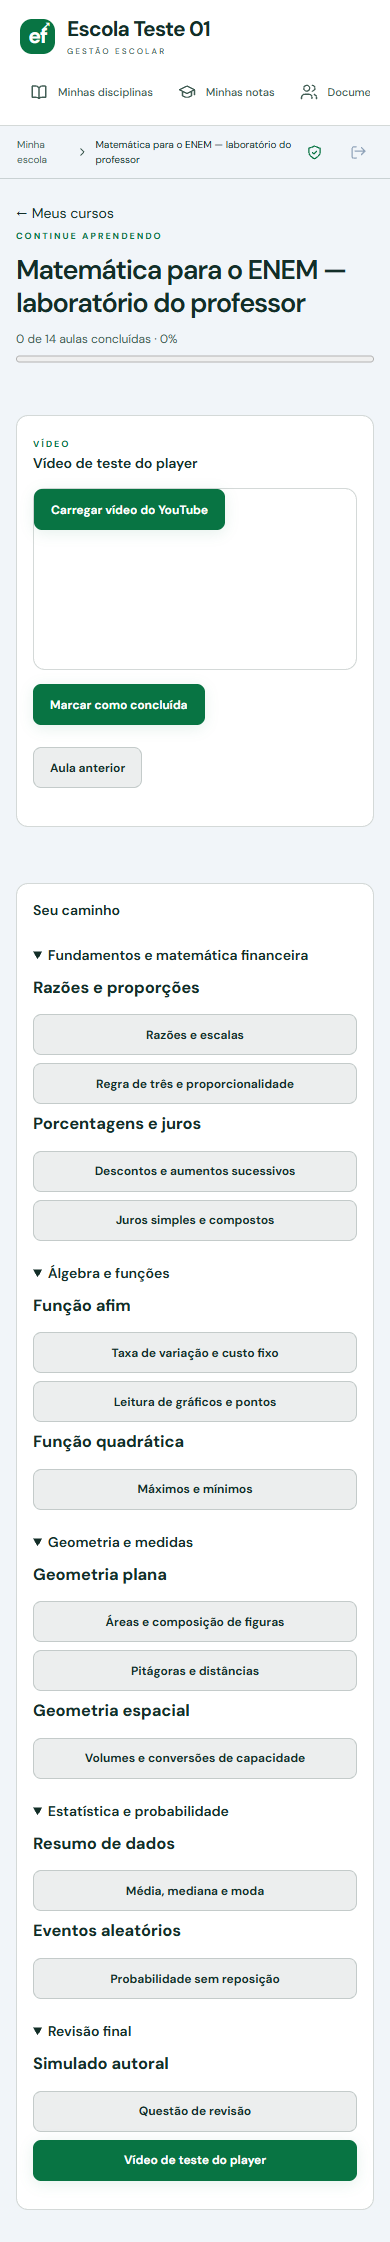 ef
Escola Teste 01
GESTÃO ESCOLAR
Minhas disciplinas
Minhas notas
Docume
Minha
escola
Matemática para o ENEM — laboratório do
professor
← Meus cursos
CONTINUE APRENDENDO
Matemática para o ENEM —
laboratório do professor
0 de 14 aulas concluídas · 0%
VÍDEO
Vídeo de teste do player
Carregar vídeo do YouTube
Marcar como concluída
Aula anterior
Seu caminho
▼ Fundamentos e matemática financeira
Razões e proporções
Razões e escalas
Regra de três e proporcionalidade
Porcentagens e juros
Descontos e aumentos sucessivos
Juros simples e compostos
▼ Álgebra e funções
Função afim
Taxa de variação e custo fixo
Leitura de gráficos e pontos
Função quadrática
Máximos e mínimos
▼ Geometria e medidas
Geometria plana
Áreas e composição de figuras
Pitágoras e distâncias
Geometria espacial
Volumes e conversões de capacidade
▼ Estatística e probabilidade
Resumo de dados
Média, mediana e moda
Eventos aleatórios
Probabilidade sem reposição
▼ Revisão final
Simulado autoral
Questão de revisão
Vídeo de teste do player